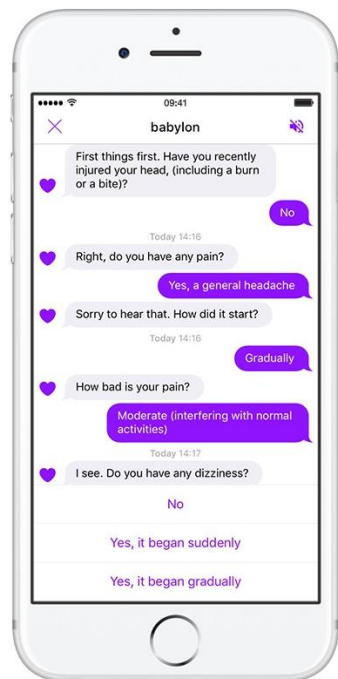 09:41
babylon
First things first. Have you recently
injured your head, (including a burn
or a bite)?
No
Today 14:16
Right, do you have any pain?
Yes, a general headache
Sorry to hear that. How did it start?
Today 14:16
Gradually
How bad is your pain?
Moderate (interfering with normal
activities)
Today 14:17
I see. Do you have any dizziness?
No
Yes, it began suddenly
Yes, it began gradually